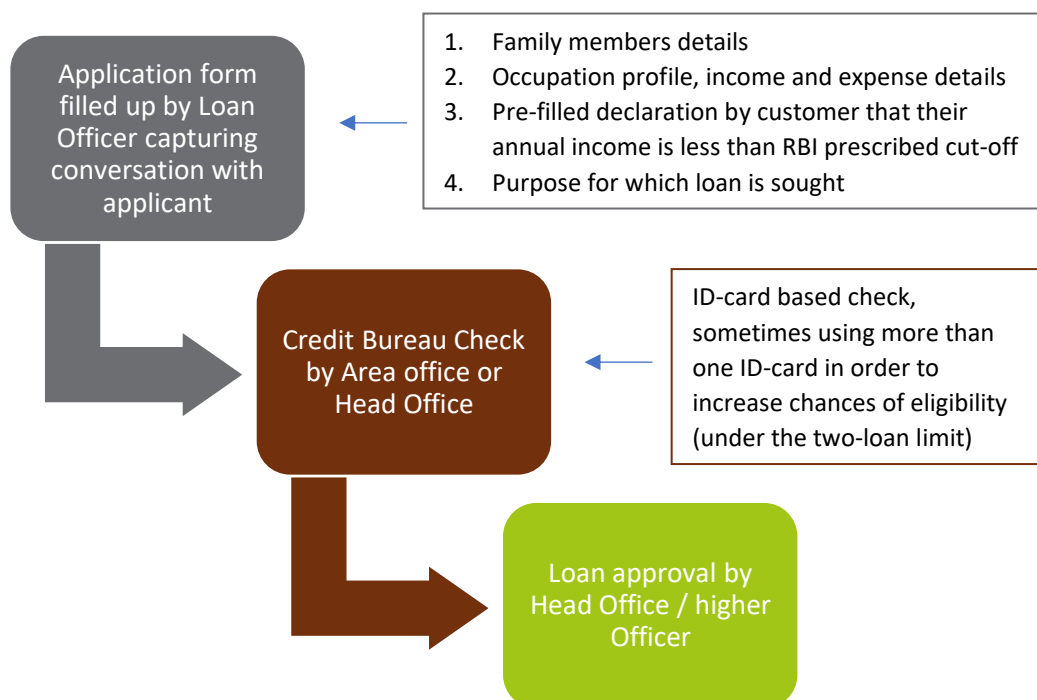 Application form
filled up by Loan
Officer capturing
conversation with
applicant
1. Family members details
2. Occupation profile, income and expense details
3. Pre-filled declaration by customer that their
annual income is less than RBI prescribed cut-off
4. Purpose for which loan is sought
Credit Bureau Check
by Area office or
Head Office
ID-card based check,
sometimes using more
than one ID-card in order to
increase chances of eligibility
(under the two-loan limit)
Loan approval by
Head Office / higher
Officer